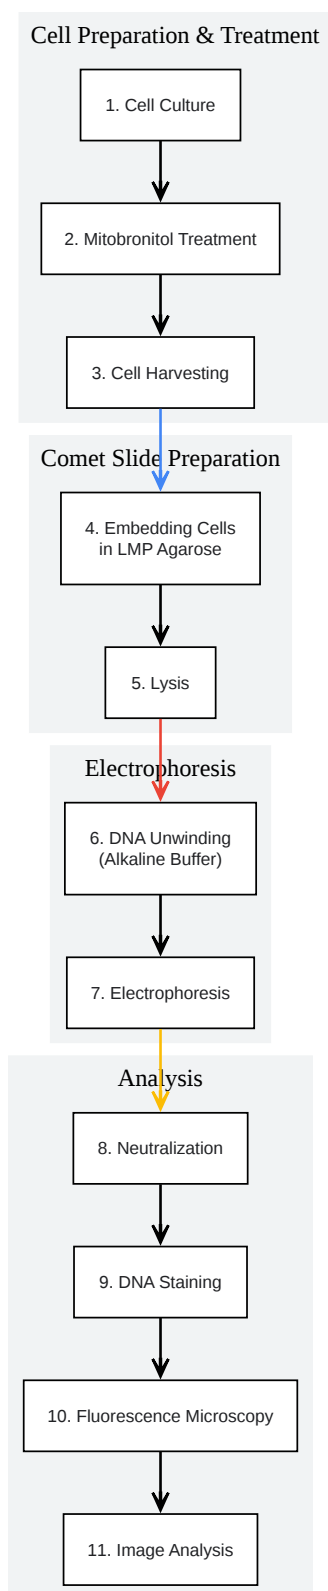 Cell Preparation & Treatment
1. Cell Culture
2. Mitobronitol Treatment
3. Cell Harvesting
Comet Slide Preparation
4. Embedding Cells
in LMP Agarose
5. Lysis
Electrophoresis
6. DNA Unwinding
(Alkaline Buffer)
7. Electrophoresis
Analysis
8. Neutralization
9. DNA Staining
10. Fluorescence Microscopy
11. Image Analysis